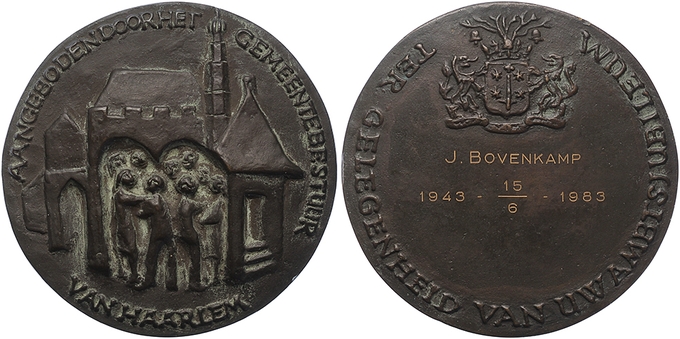 AANGEBODEN DOOR HET GEMEENTEBESTUUR
VAN HAARLEM
TER GELEGENHEID VAN UW AMBTSJUBILEUM
J. BOVENKAMP
1943 - 15/6 - 1983